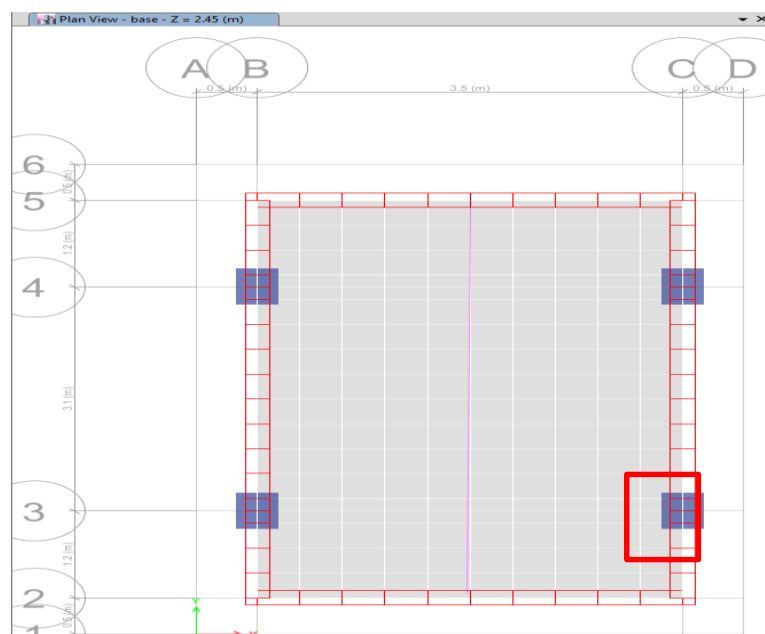 Plan View - base - Z = 2.45 (m)
A B C D
0.5 (m) 3.5 (m) 0.5 (m)
6
0.5 (m)
5
1.2 (m)
4
3.1 (m)
3
1.2 (m)
2
0.5 (m)
1
Y
X